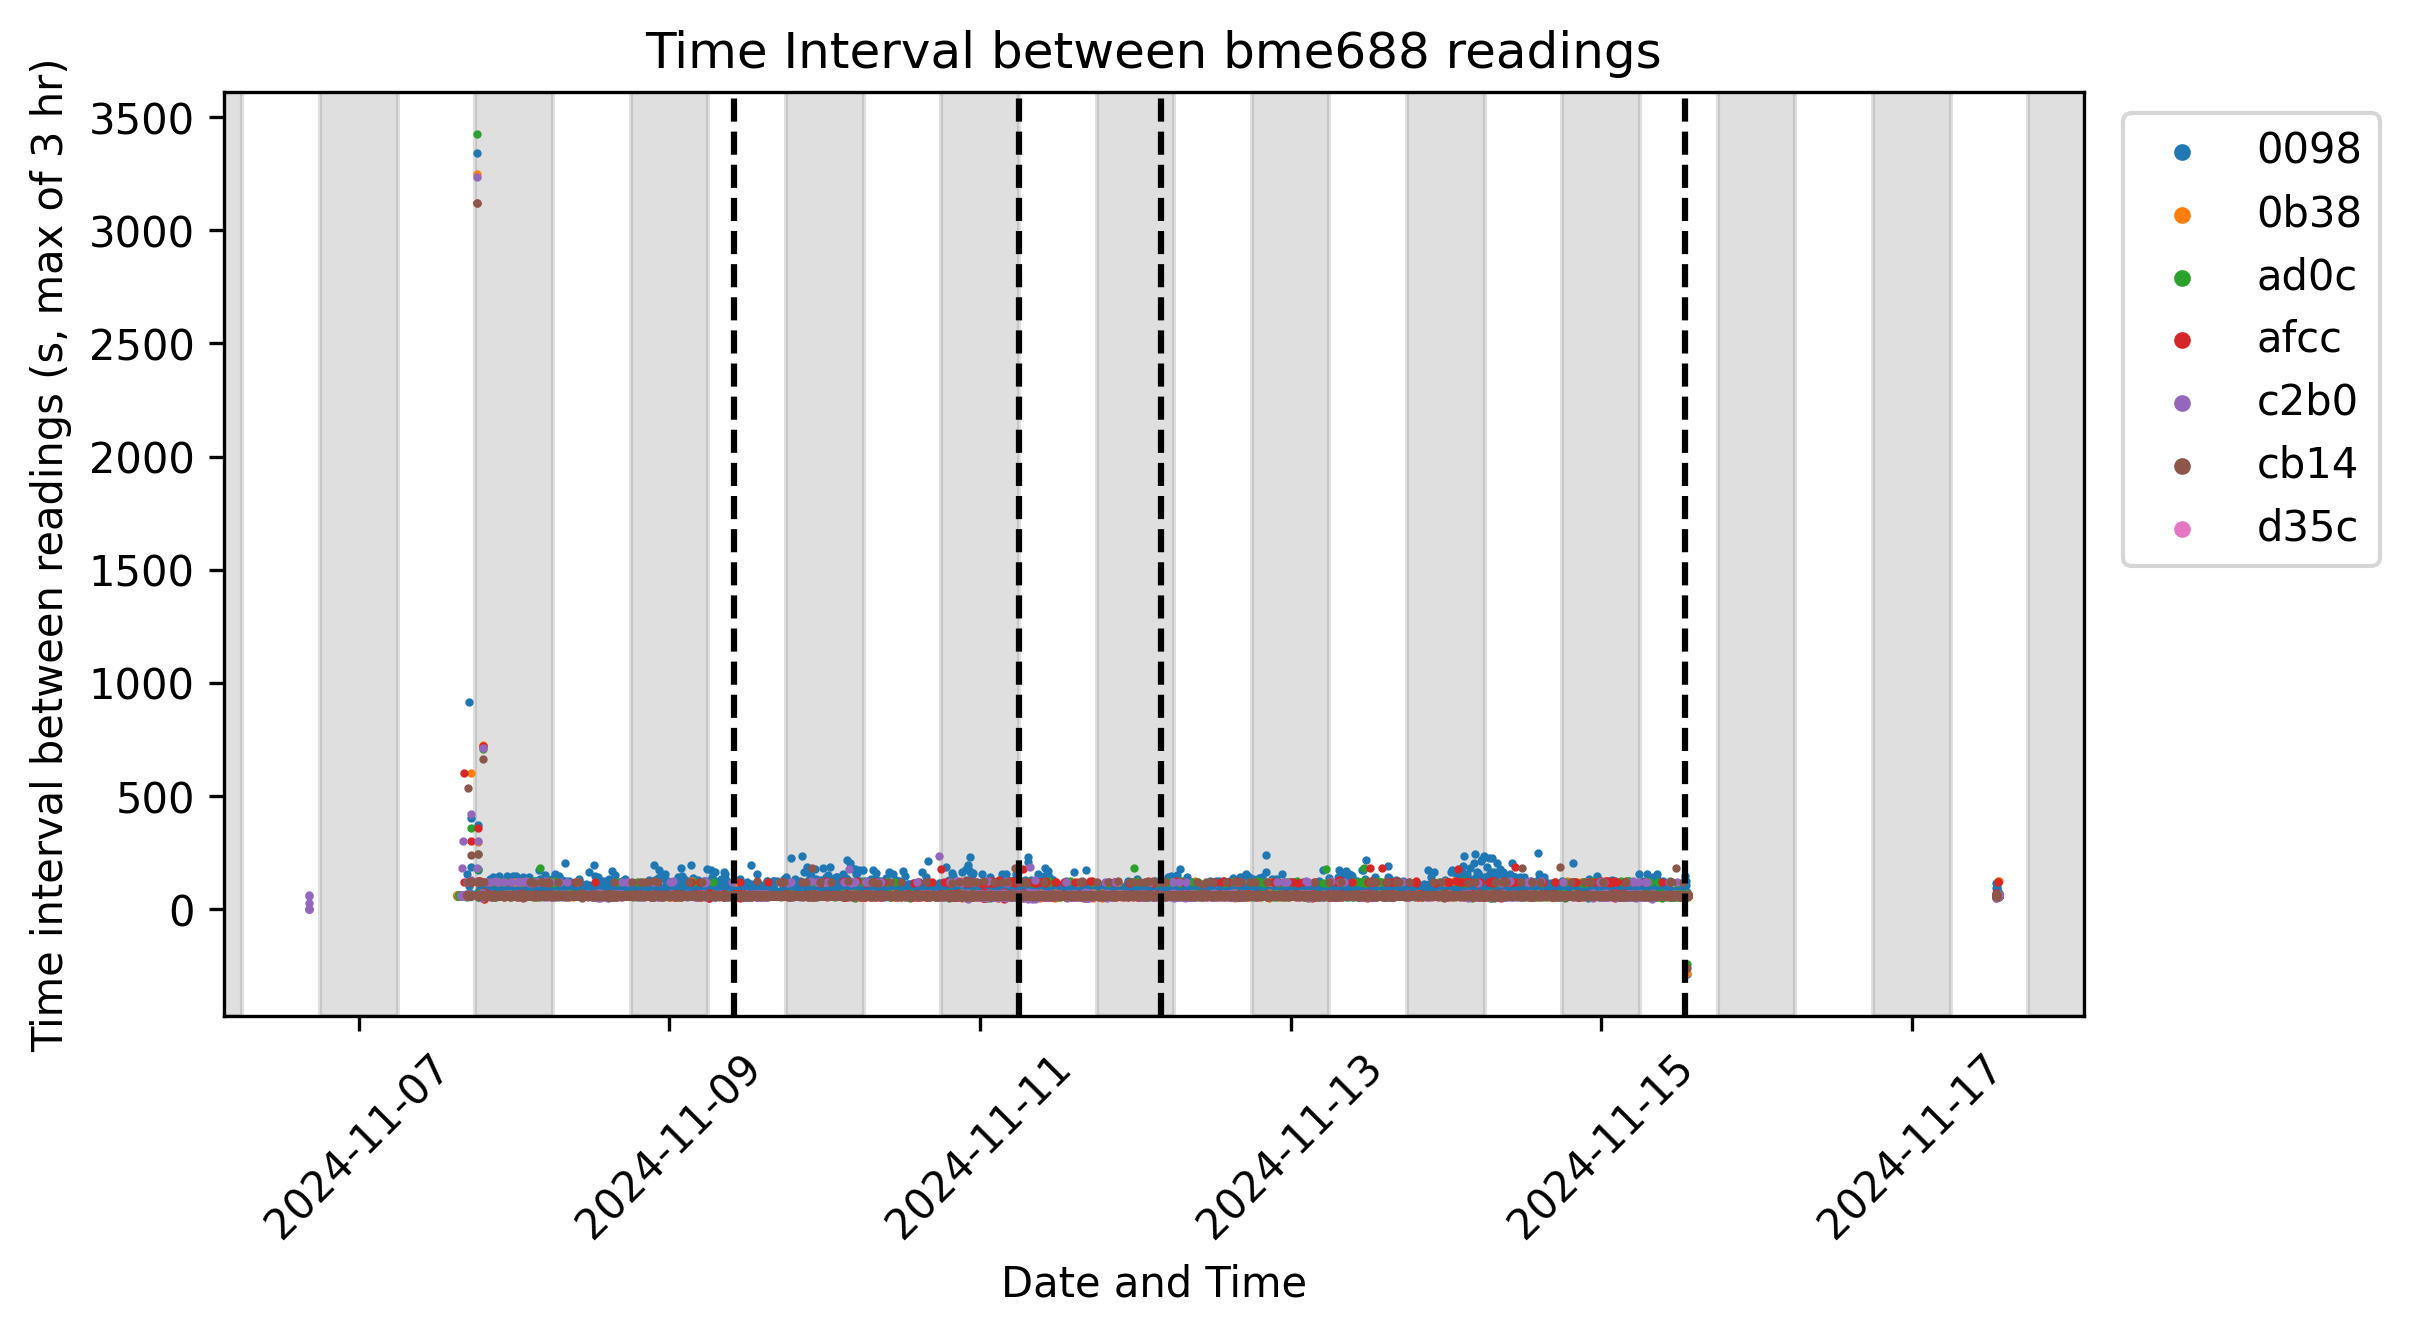 Time Interval between bme688 readings
Time interval between readings (s, max of 3 hr)
3500
3000
2500
2000
1500
1000
500
0
2024-11-07
2024-11-09
2024-11-11
2024-11-13
2024-11-15
2024-11-17
Date and Time
0098
0b38
ad0c
afcc
c2b0
cb14
d35c